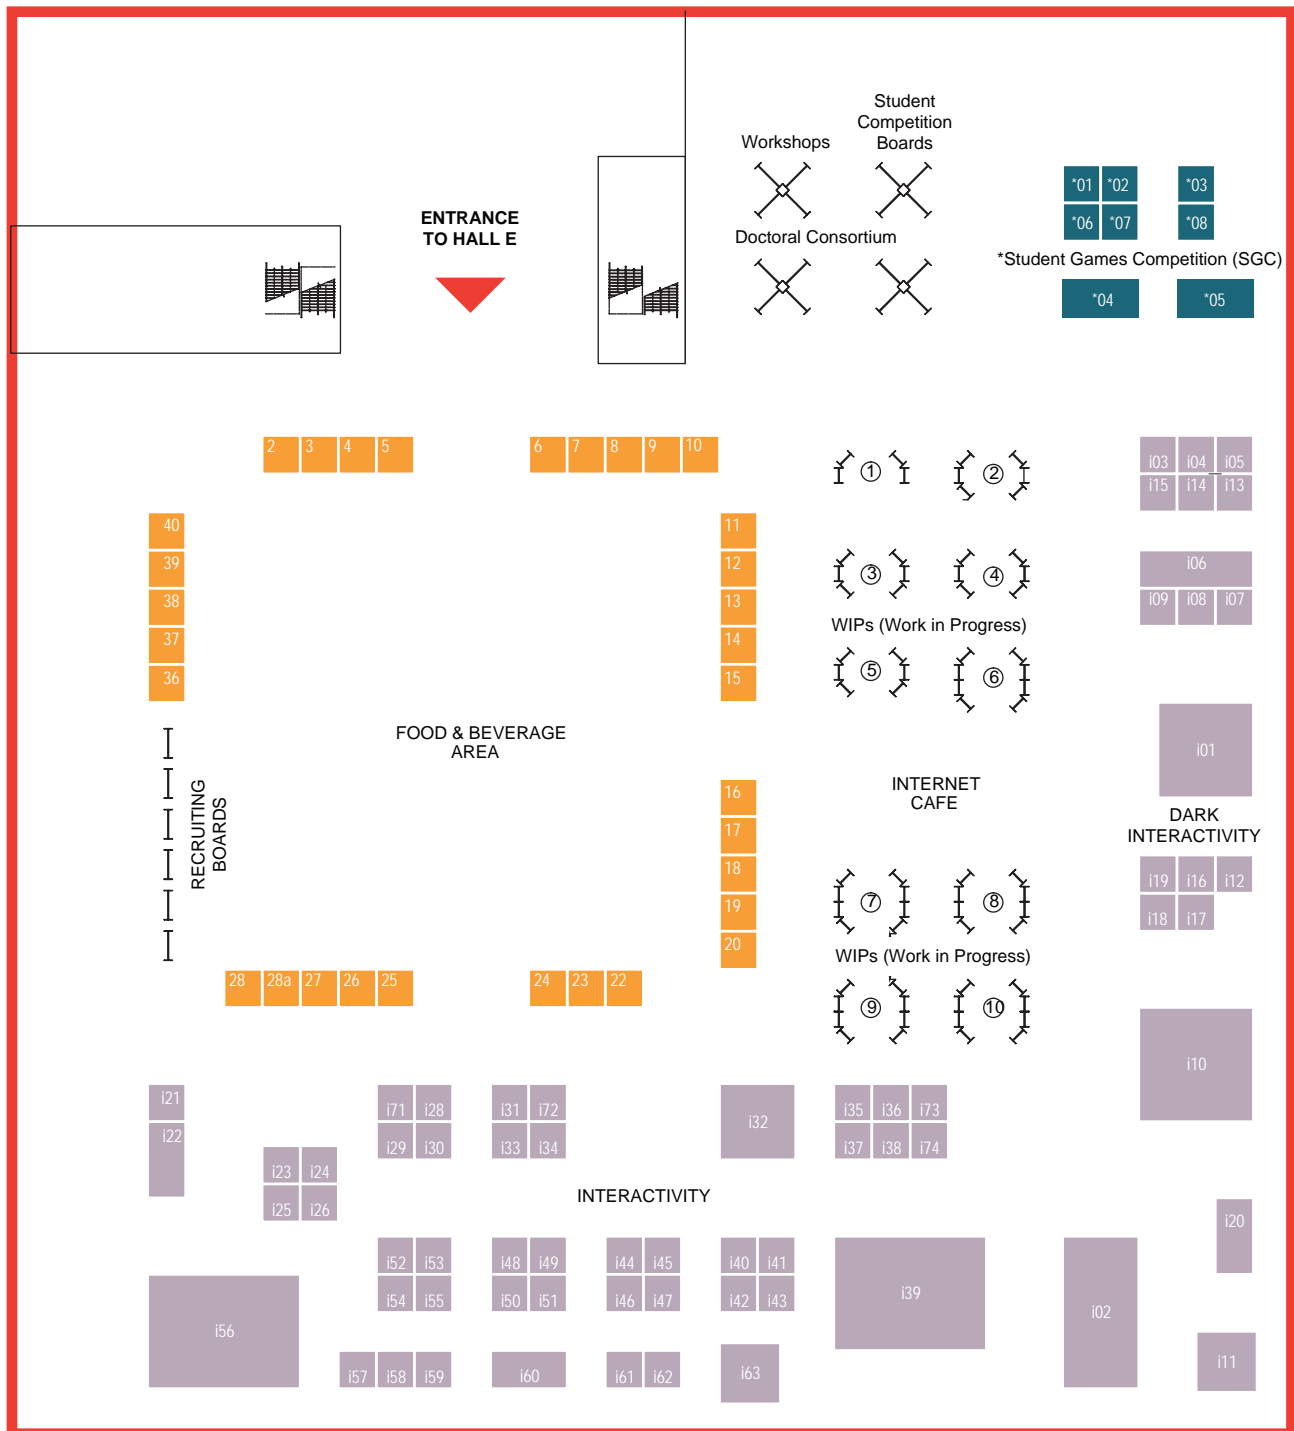 Student
Competition
Boards
Workshops
*01 *02 *03
*06 *07 *08
ENTRANCE
TO HALL E
Doctoral Consortium
*Student Games Competition (SGC)
*04 *05
2 3 4 5 6 7 8 9 10
1 2
i03 i04 i05
i15 i14 i13
40 11
39 12
3 4
i06
38 13
i09 i08 i07
WIPs (Work in Progress)
37 14
36 15
5 6
FOOD & BEVERAGE
AREA
i01
RECRUITING
BOARDS
INTERNET
CAFE
16
17
DARK
INTERACTIVITY
18
i19 i16 i12
19
7 8
i18 i17
20
WIPs (Work in Progress)
28 28a 27 26 25 24 23 22
9 10
i10
i21
i22
i71 i28 i31 i72
i32
i35 i36 i73
i29 i30 i33 i34
i37 i38 i74
i23 i24
i25 i26
INTERACTIVITY
i20
i52 i53 i48 i49 i44 i45 i40 i41
i54 i55 i50 i51 i46 i47 i42 i43
i39
i02
i56
i11
i57 i58 i59 i60 i61 i62 i63